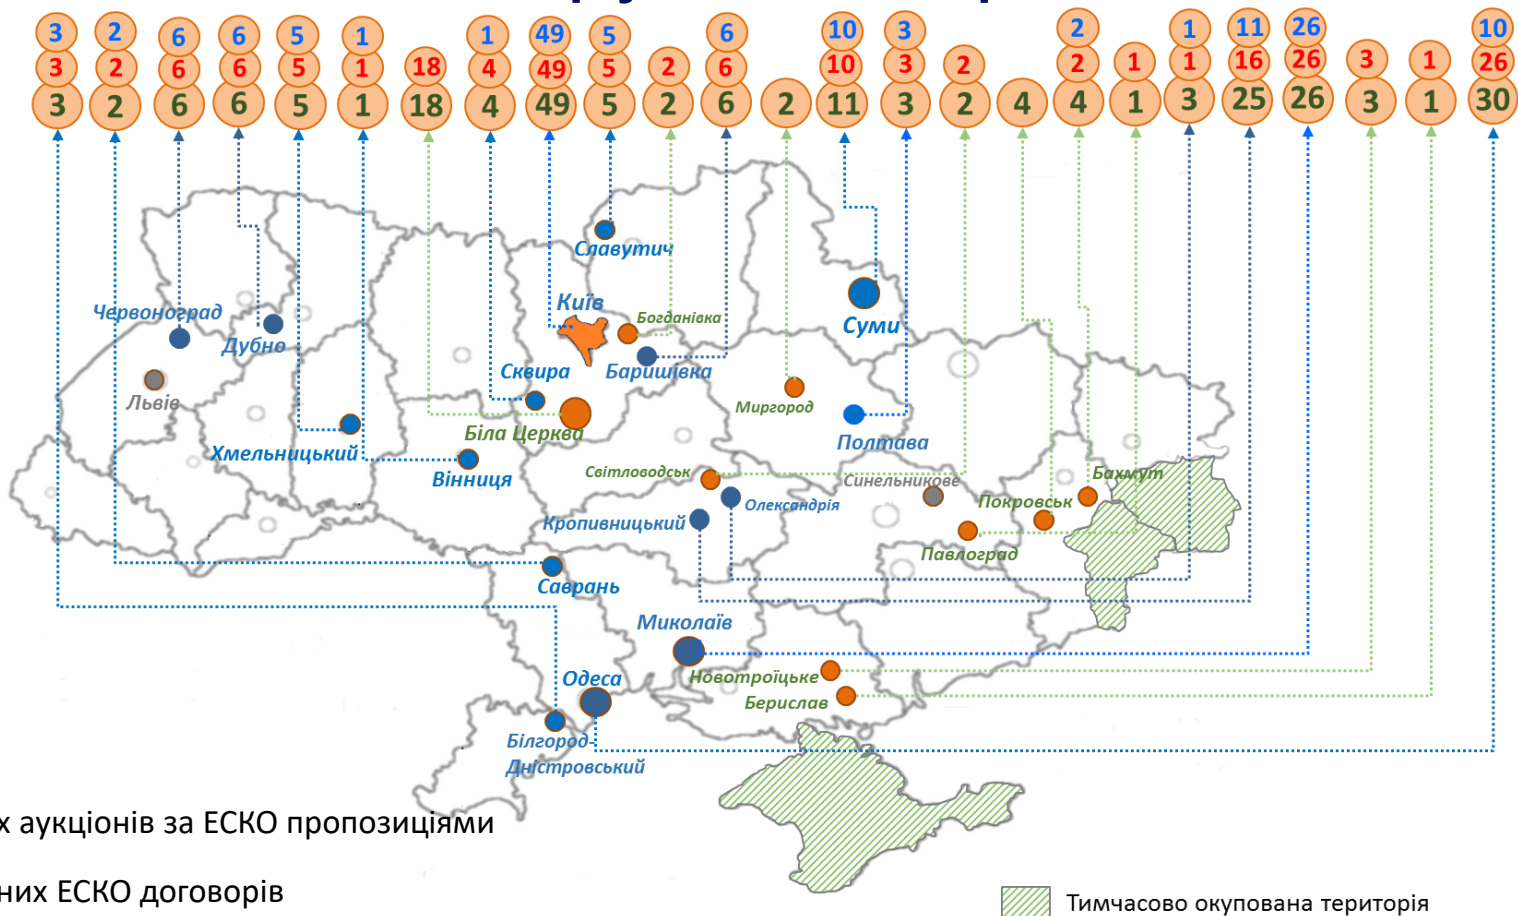 3 2 6 6 5 1 1 49 5 6 10 3 2 1 11 26 10
3 2 6 6 5 1 18 4 49 5 2 6 10 3 2 2 1 1 16 26 3 1 26
3 2 6 6 5 1 18 4 49 5 2 6 2 11 3 2 4 4 1 3 25 26 3 1 30
Славутич
Київ
Червоноград
Богданівка
Суми
Дубно
Сквира
Баришівка
Львів
Миргород
Біла Церква
Полтава
Хмельницький
Вінниця
Світловодськ
Синельникове
Бахмут
Покровськ
Олександрія
Кропивницький
Павлоград
Саврань
Миколаїв
Новотроїцьке
Одеса
Берислав
Білгород-
Дністровський
х аукціонів за ЕСКО пропозиціями
них ЕСКО договорів
Тимчасово окупована територія